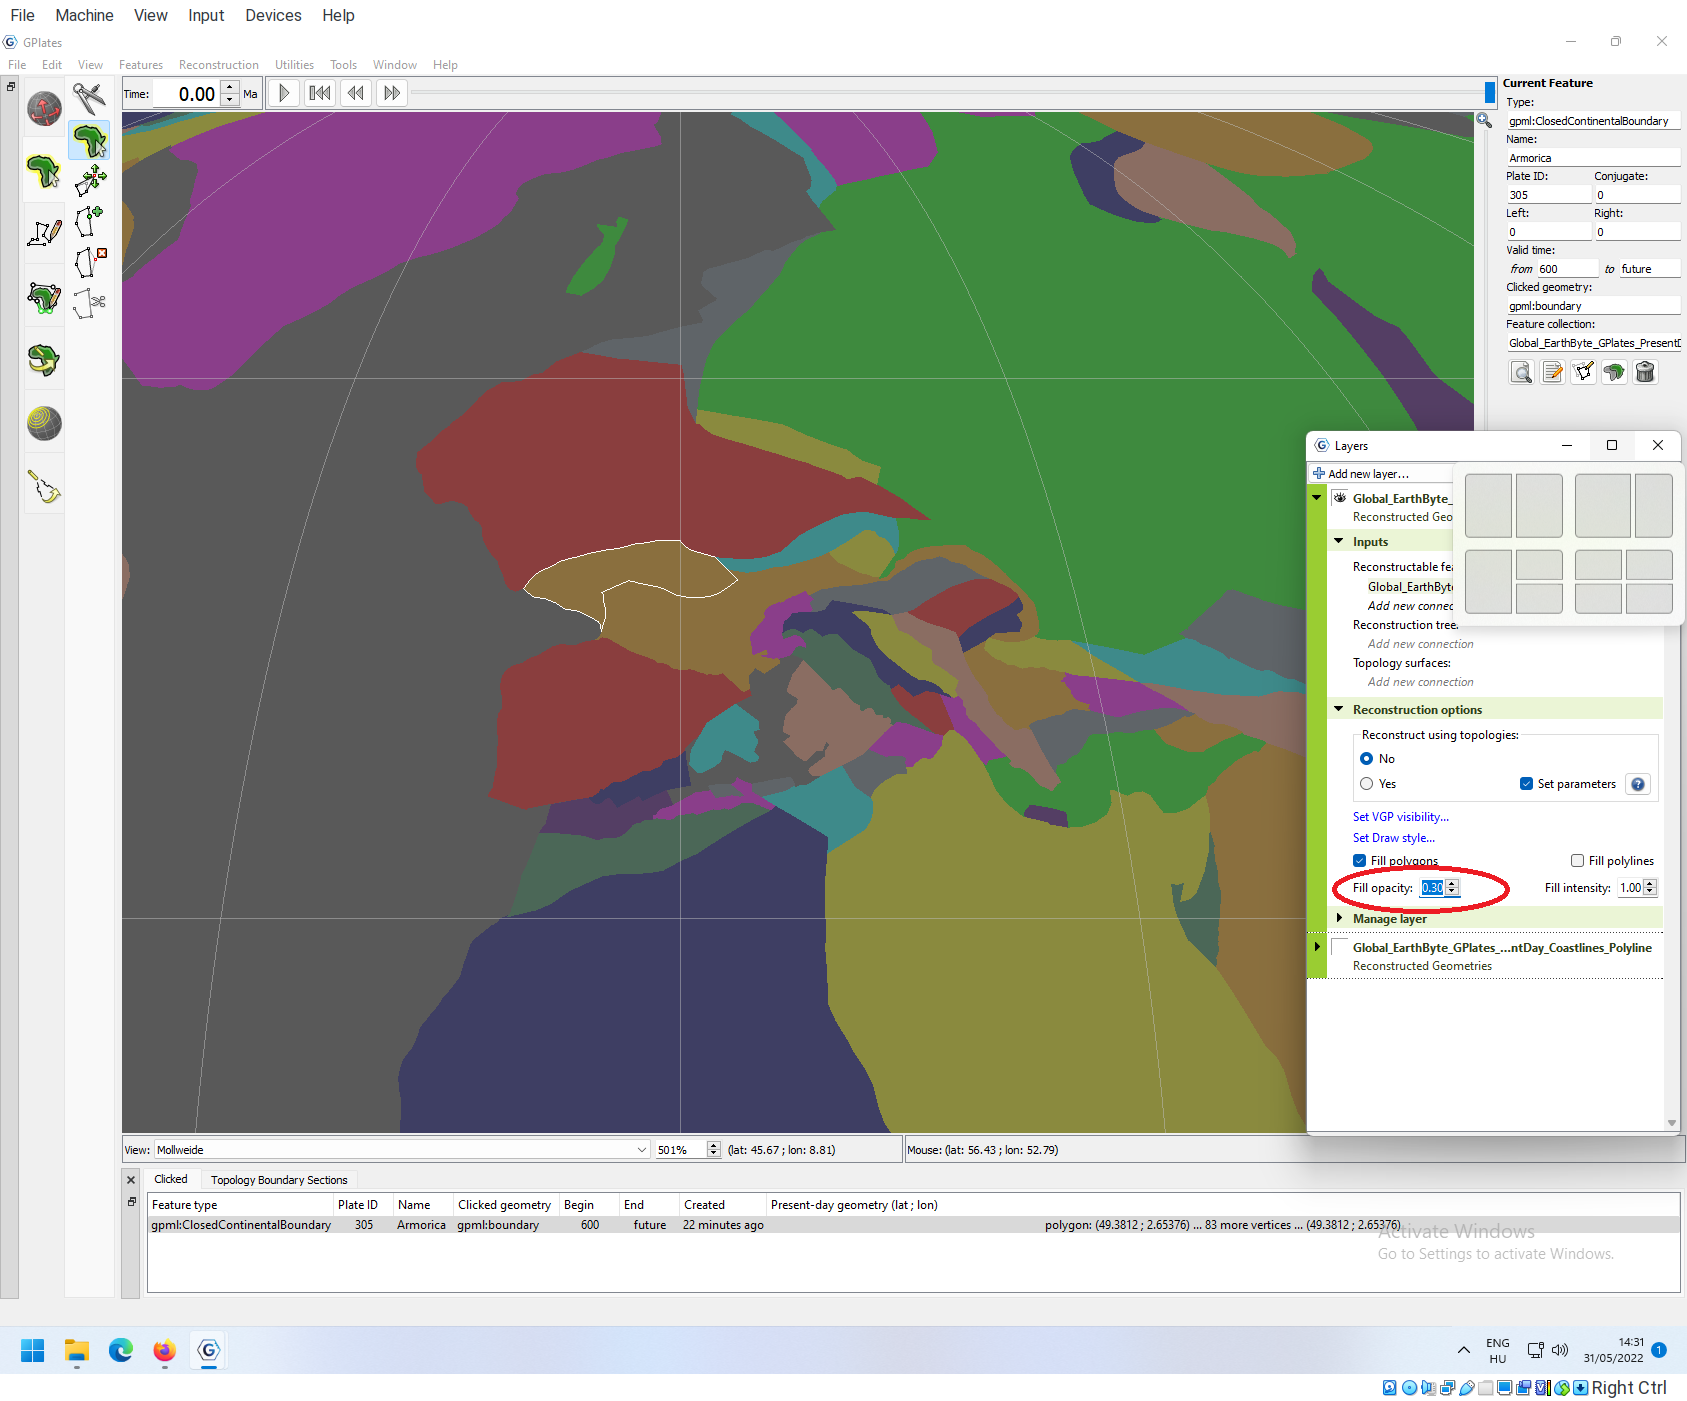 File Machine View Input Devices Help
GPlates
File Edit View Features Reconstruction Utilities Tools Window Help
Time: 0.00 Ma
Current Feature
Type:
gpml:ClosedContinentalBoundary
Name:
Armorica
Plate ID: Conjugate:
305 0
Left: Right:
0 0
Valid time:
from 600 to future
Clicked geometry:
gpml:boundary
Feature collection:
Global_EarthByte_GPlates_Present
Layers
Add new layer...
Global_EarthByte_
Reconstructed Geo
Inputs
Reconstructable fea
Global_EarthByte
Add new connec
Reconstruction tree:
Add new connection
Topology surfaces:
Add new connection
Reconstruction options
Reconstruct using topologies:
No
Yes Set parameters ?
Set VGP visibility...
Set Draw style...
Fill polygons Fill polylines
Fill opacity: 0.30 Fill intensity: 1.00
Manage layer
Global_EarthByte_GPlates_...ntDay_Coastlines_Polyline
Reconstructed Geometries
View: Mollweide 501% (lat: 45.67 ; lon: 8.81) Mouse: (lat: 56.43 ; lon: 52.79)
Clicked Topology Boundary Sections
Feature type Plate ID Name Clicked geometry Begin End Created Present-day geometry (lat ; lon)
gpml:ClosedContinentalBoundary 305 Armorica gpml:boundary 600 future 22 minutes ago polygon: (49.3812 ; 2.65376) ... 83 more vertices ... (49.3812 ; 2.65376)
Activate Windows
Go to Settings to activate Windows.
ENG
HU
14:31
31/05/2022
1
Right Ctrl